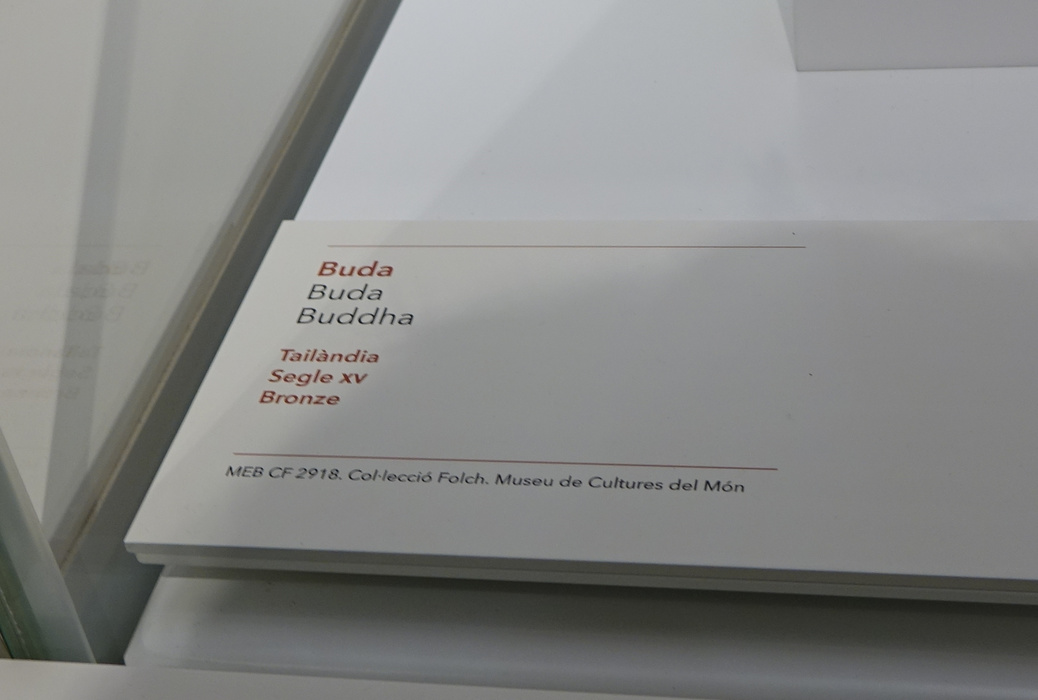 Buda
Buda
Buddha
Tailàndia
Segle XV
Bronze
MEB CF 2918. Col·lecció Folch. Museu de Cultures del Món